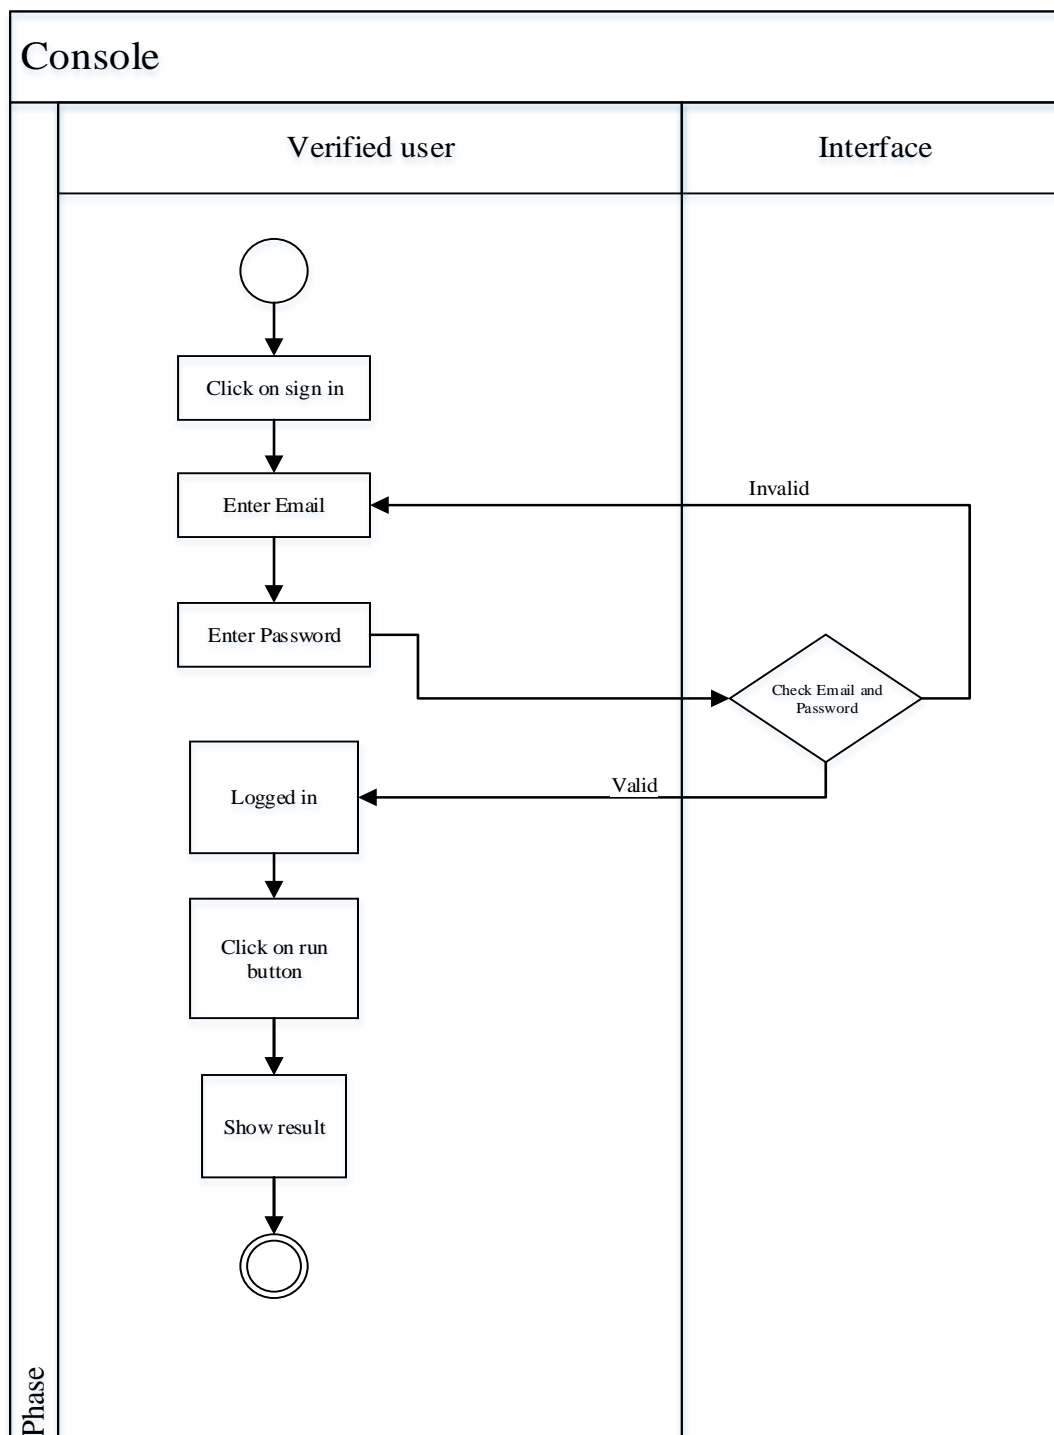 Console
Verified user
Interface
Click on sign in
Enter Email
Invalid
Enter Password
Check Email and
Password
Logged in
Valid
Click on run
button
Show result
Phase